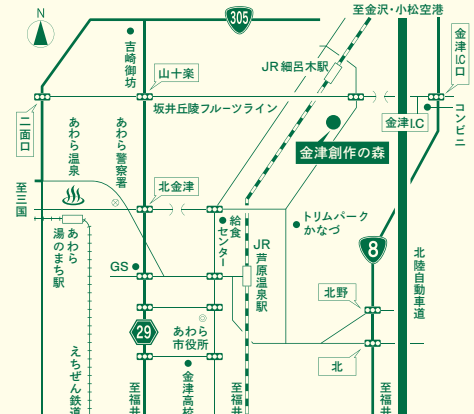 N
305
至金沢・小松空港
吉崎御坊
山十楽
JR細呂木駅
金津I.C口
坂井丘陵フルーツライン
二面口
あわら温泉
あわら警察署
金津I.C
コンビニ
金津創作の森
至三国
北金津
給食センター
トリムパークかなづ
あわら
湯のまち駅
JR
芦原温泉駅
8
北陸自動車道
GS
北野
29
あわら
市役所
北
えちぜん鉄道
至福井
金津高校
至福井
至福井
至福井